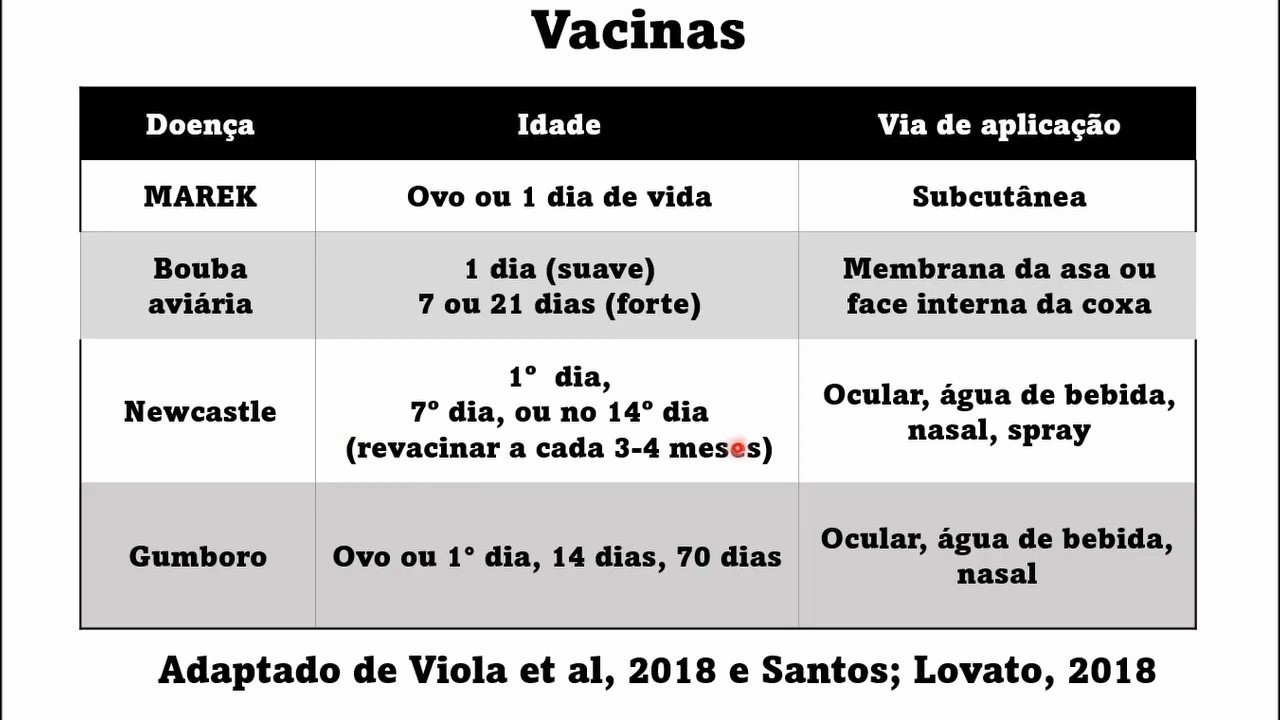 Vacinas
Doença Idade Via de aplicação
MAREK Ovo ou 1 dia de vida Subcutânea
Bouba aviária
1 dia (suave)
7 ou 21 dias (forte)
Membrana da asa ou
face interna da coxa
Newcastle
1º dia,
7º dia, ou no 14º dia
(revacinar a cada 3-4 meses)
Ocular, água de bebida,
nasal, spray
Gumboro
Ovo ou 1° dia, 14 dias, 70 dias
Ocular, água de bebida,
nasal
Adaptado de Viola et al, 2018 e Santos; Lovato, 2018